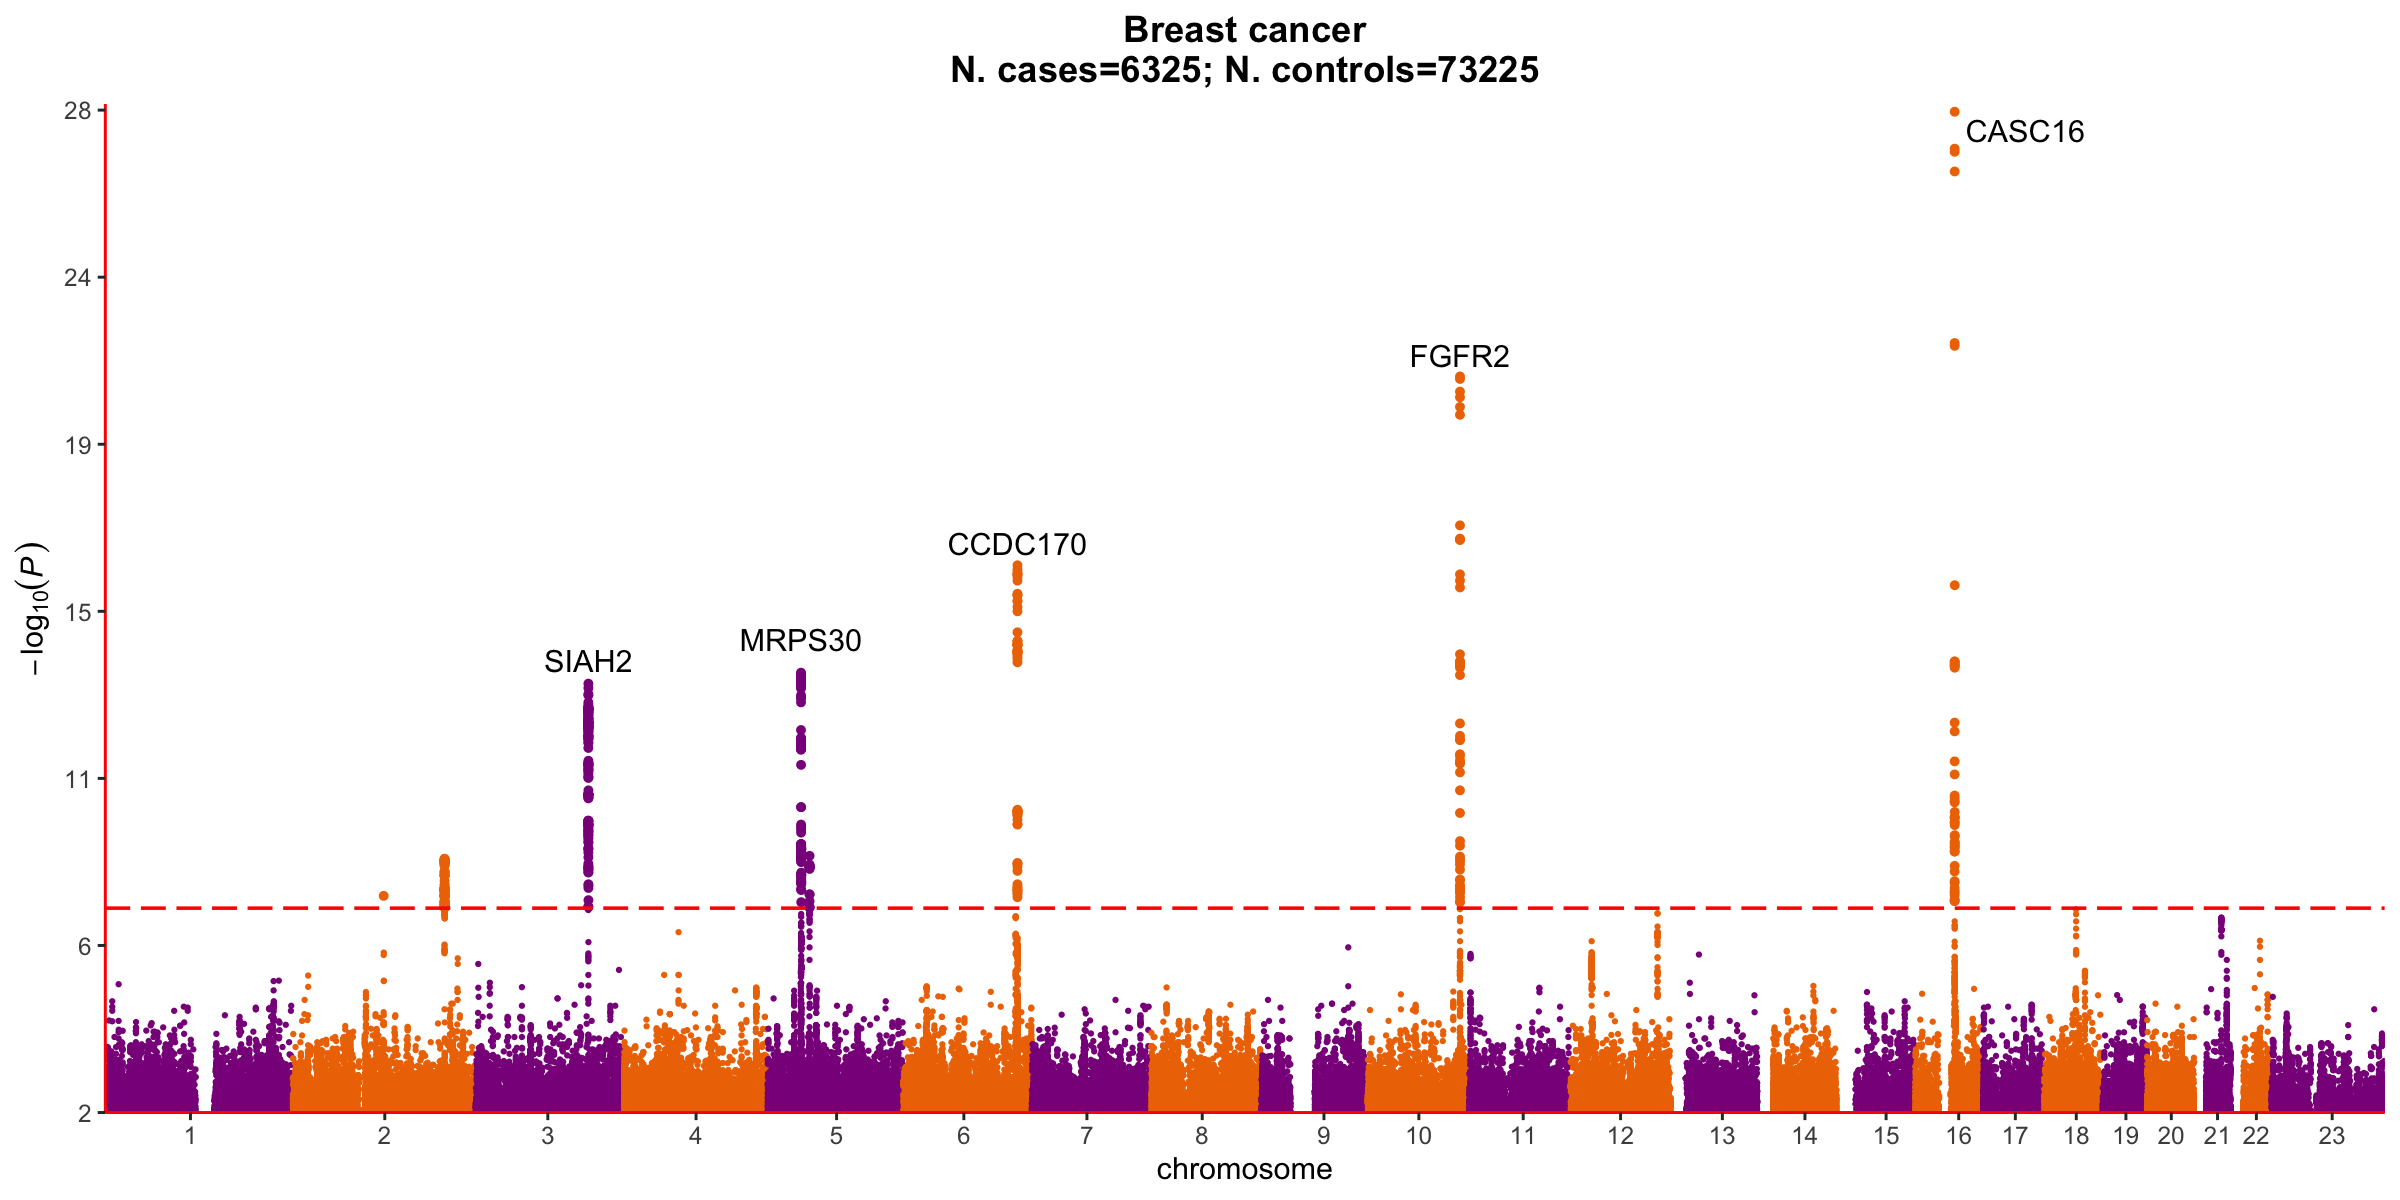 Breast cancer
N. cases=6325; N. controls=73225
28
CASC16
24
FGFR2
19
CCDC170
−log10(P)
15
MRPS30
SIAH2
11
6
2
1 2 3 4 5 6 7 8 9 10 11 12 13 14 15 16 17 18 19 20 21 22 23
chromosome